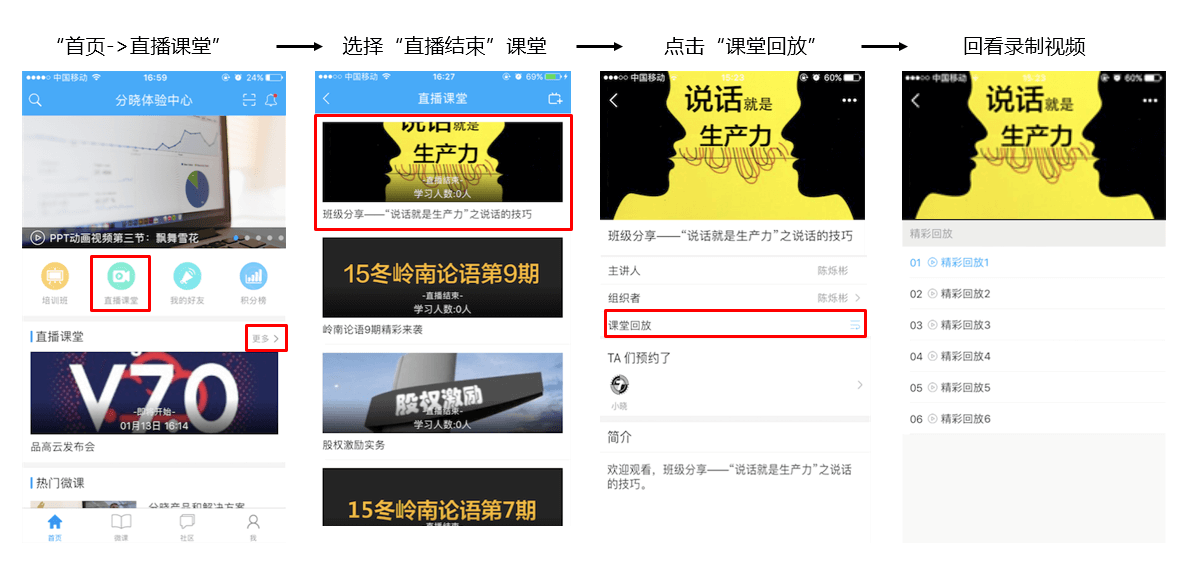 “首页->直播课堂”
选择“直播结束”课堂
点击“课堂回放”
回看录制视频
中国移动 16:59 24%
分晓体验中心
PPT动画视频第三节：飘舞雪花
培训班 直播课堂 我的好友 积分榜
直播课堂 更多
V70
-即将开始-
01月13日 16:14
品高云发布会
热门微课
分晓产品和解决方案
首页 微课 社区 我
中国移动 16:27 69%
直播课堂
说话就是
生产力
-直播结束-
学习人数:0人
班级分享——“说话就是生产力”之说话的技巧
15冬岭南论语第9期
-直播结束-
学习人数:0人
岭南论语9期精彩来袭
股权激励
-直播结束-
学习人数:0人
股权激励实务
15冬岭南论语第7期
-直播结束-
中国移动 60%
说话就是
生产力
班级分享——“说话就是生产力”之说话的技巧
主讲人 陈烁彬
组织者 陈烁彬
课堂回放
TA 们预约了
小晓
简介
欢迎观看，班级分享——“说话就是生产力”之说话
的技巧。
中国移动 60%
说话就是
生产力
精彩回放
01 精彩回放1
02 精彩回放2
03 精彩回放3
04 精彩回放4
05 精彩回放5
06 精彩回放6